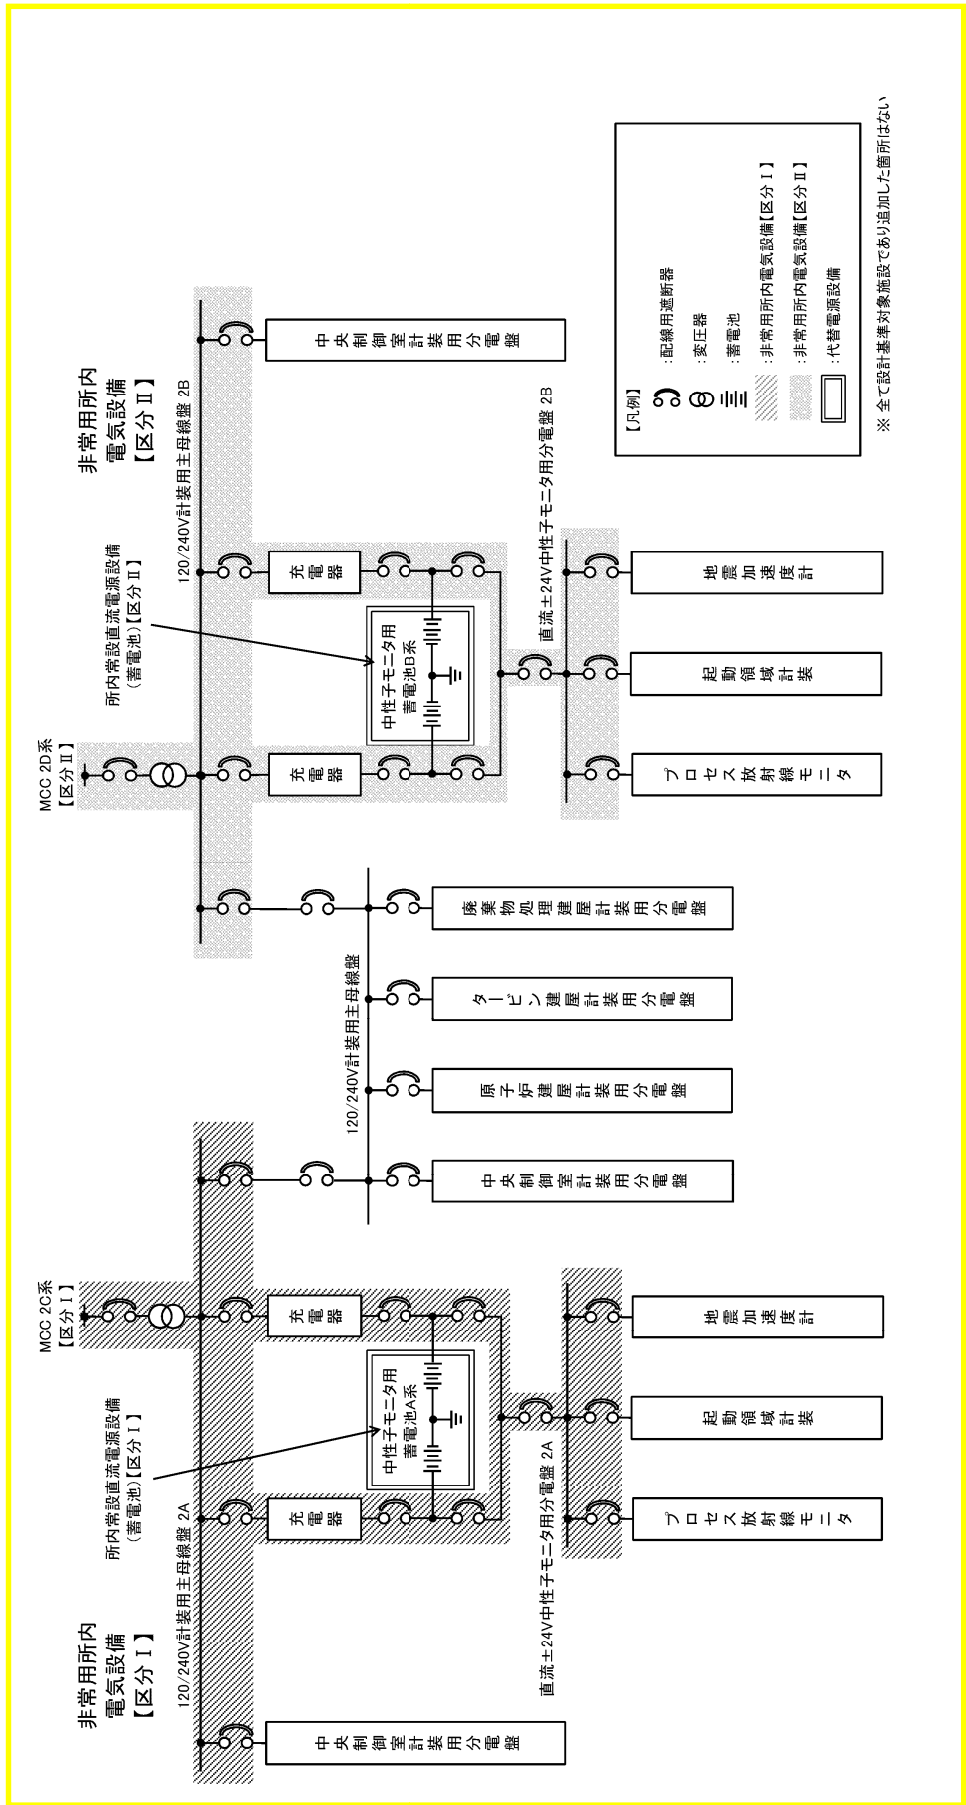 非常用所内
電気設備
【区分Ⅰ】
120/240V計装用主母線盤 2A
中央制御室計装用分電盤
所内常設直流電源設備
(蓄電池)【区分Ⅰ】
MCC 2C系
【区分Ⅰ】
充電器
充電器
中性子モニタ用
蓄電池A系
直流±24V中性子モニタ用分電盤 2A
プロセス放射線モニタ
起動領域計装
地震加速度計
120/240V計装用主母線盤
中央制御室計装用分電盤
原子炉建屋計装用分電盤
タービン建屋計装用分電盤
廃棄物処理建屋計装用分電盤
MCC 2D系
【区分Ⅱ】
所内常設直流電源設備
(蓄電池)【区分Ⅱ】
非常用所内
電気設備
【区分Ⅱ】
120/240V計装用主母線盤 2B
充電器
充電器
中性子モニタ用
蓄電池B系
中央制御室計装用分電盤
直流±24V中性子モニタ用分電盤 2B
プロセス放射線モニタ
起動領域計装
地震加速度計
【凡例】
:配線用遮断器
:変圧器
:蓄電池
:非常用所内電気設備【区分Ⅰ】
:非常用所内電気設備【区分Ⅱ】
:代替電源設備
※ 全て設計基準対象施設であり追加した箇所はない